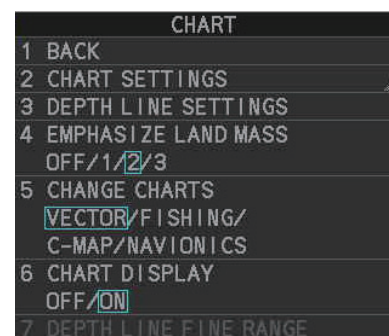 CHART
1 BACK
2 CHART SETTINGS
3 DEPTH LINE SETTINGS
4 EMPHASIZE LAND MASS
OFF/1/2/3
5 CHANGE CHARTS
VECTOR/FISHING/
C-MAP/NAVIONICS
6 CHART DISPLAY
OFF/ON
7 DEPTH LINE FINE RANGE